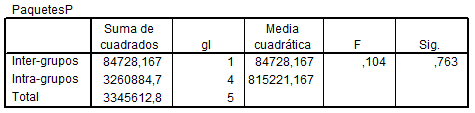 PaquetesP
Suma de cuadrados gl Media cuadrática F Sig.
Inter-grupos 84728,167 1 84728,167 ,104 ,763
Intra-grupos 3260884,7 4 815221,167
Total 3345612,8 5